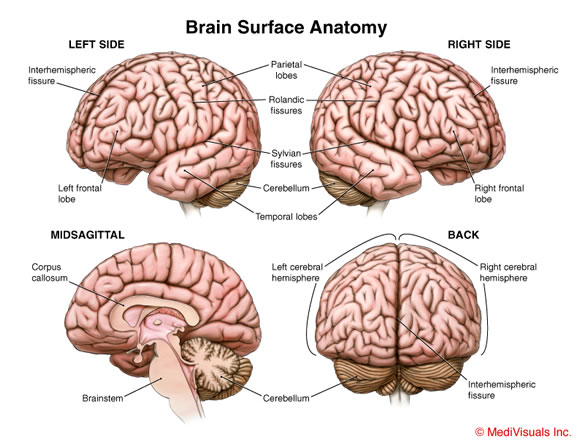 Brain Surface Anatomy
LEFT SIDE
RIGHT SIDE
Interhemispheric
fissure
Parietal
lobes
Interhemispheric
fissure
Rolandic
fissures
Sylvian
fissures
Left frontal
lobe
Cerebellum
Right frontal
lobe
Temporal lobes
MIDSAGITTAL
BACK
Corpus
callosum
Left cerebral
hemisphere
Right cerebral
hemisphere
Brainstem
Cerebellum
Interhemispheric
fissure
© MediVisuals Inc.